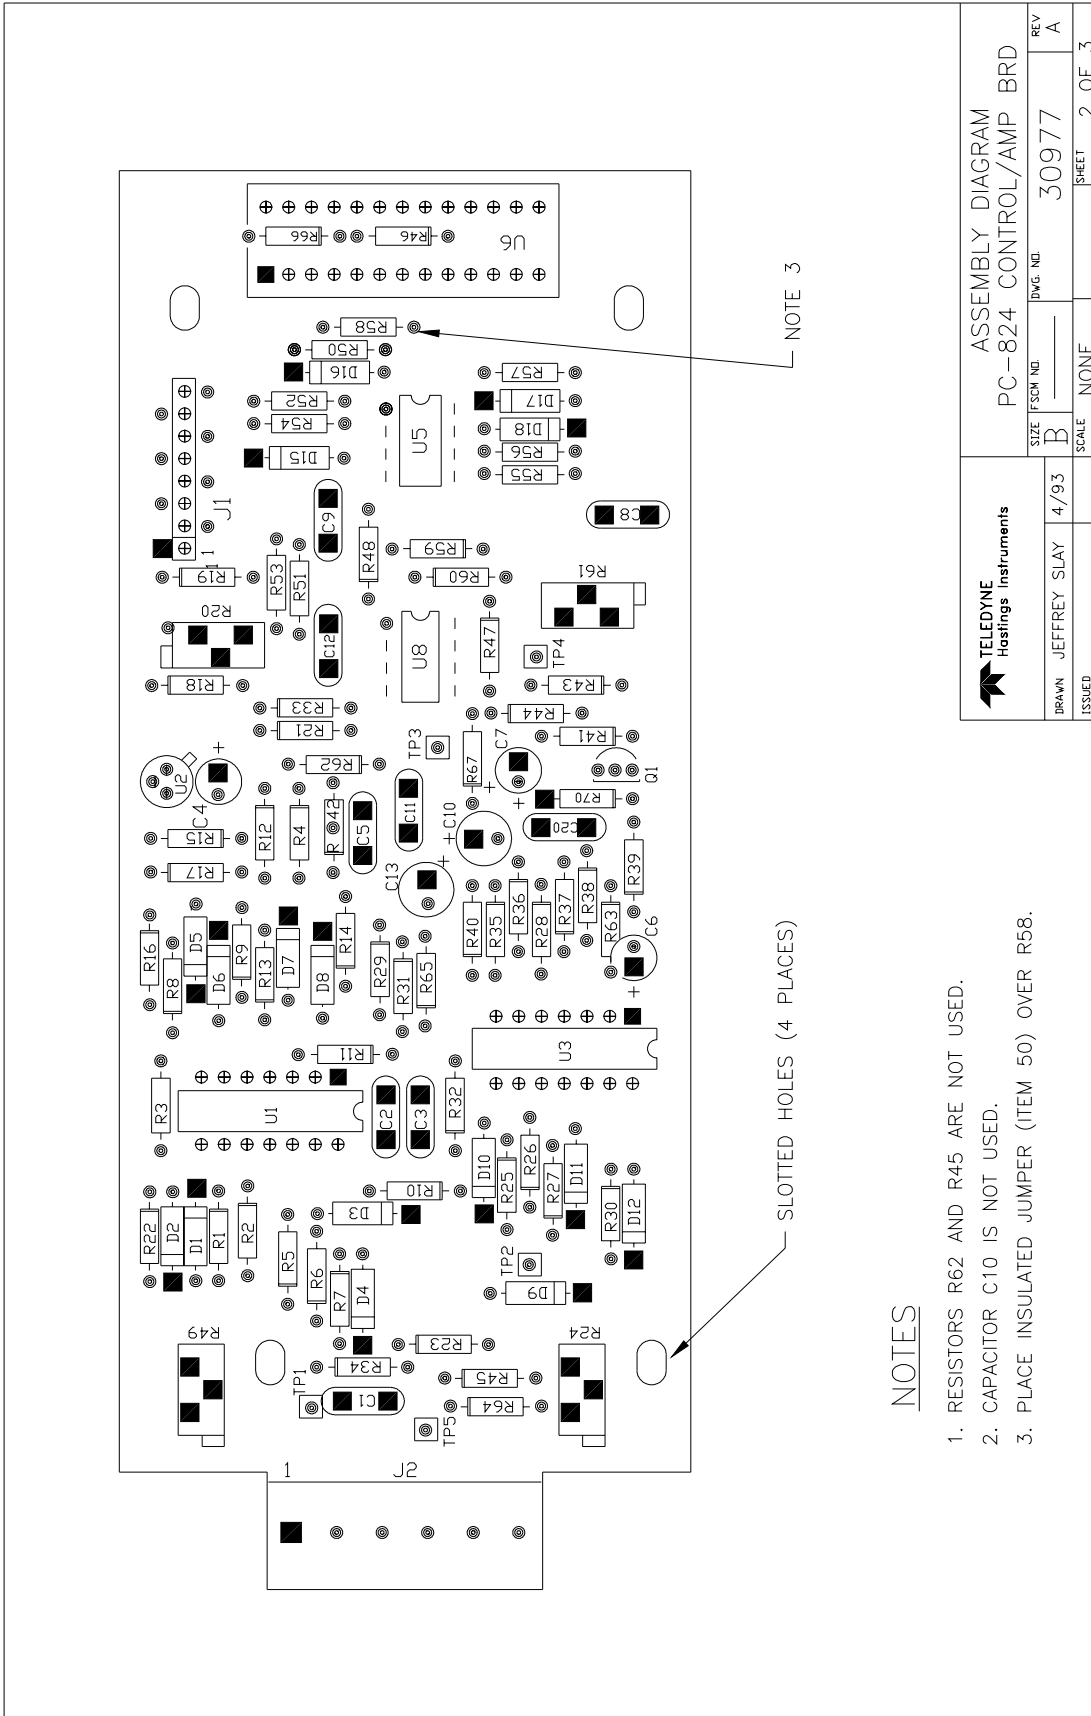 ASSEMBLY DIAGRAM
PC-824 CONTROL/AMP BRD
TELEDYNE
Hastings Instruments
SIZE
B
FSCM NO.
DWG. NO.
30977
REV
A
DRAWN JEFFREY SLAY 4/93
ISSUED
SCALE NONE
SHEET 2 OF 3
NOTES
1. RESISTORS R62 AND R45 ARE NOT USED.
2. CAPACITOR C10 IS NOT USED.
3. PLACE INSULATED JUMPER (ITEM 50) OVER R58.
SLOTTED HOLES (4 PLACES)
NOTE 3
R66
R46
U6
R58
R50
D16
R52
R54
D15
U5
R57
D17
D18
R56
R55
J1
1
C9
C8
R48
R59
R60
R61
R19
R53
R51
R20
C12
U8
R47
TP4
R18
R43
R33
R21
R44
R41
R62
TP3
R67
C7
Q1
U2
C4
R70
C11
C10
C20
R15
R12
R4
R42
C5
R17
C13
R39
R16
R8
D5
D6
R9
R13
D7
D8
R14
R29
R31
R65
R40
R35
R36
R28
R37
R38
R63
C6
R11
U3
R3
U1
C2
C3
R32
D10
R25
R26
R27
D11
R30
D12
R22
D2
D1
R1
R2
R10
D3
R5
R6
R7
D4
TP2
D9
R49
R23
R34
R24
TP1
C1
R45
R64
TP5
1
J2